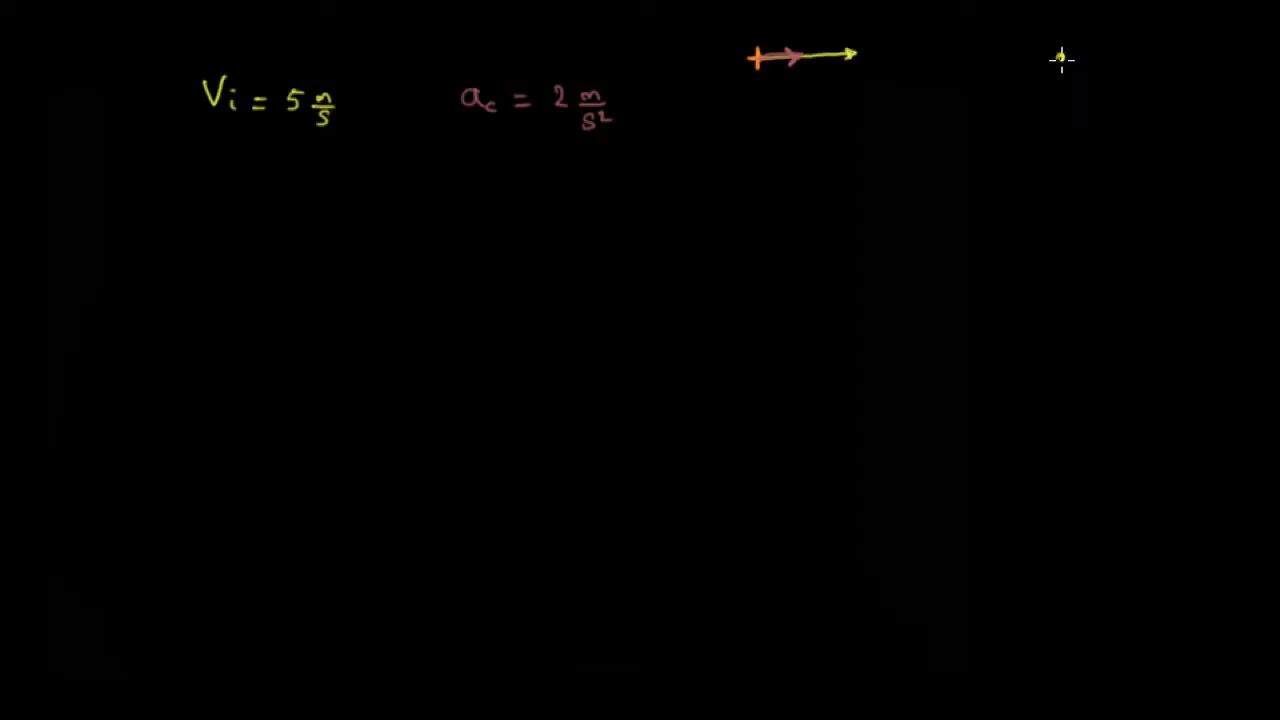 Vi = 5 m/s ac = 2 m/s²